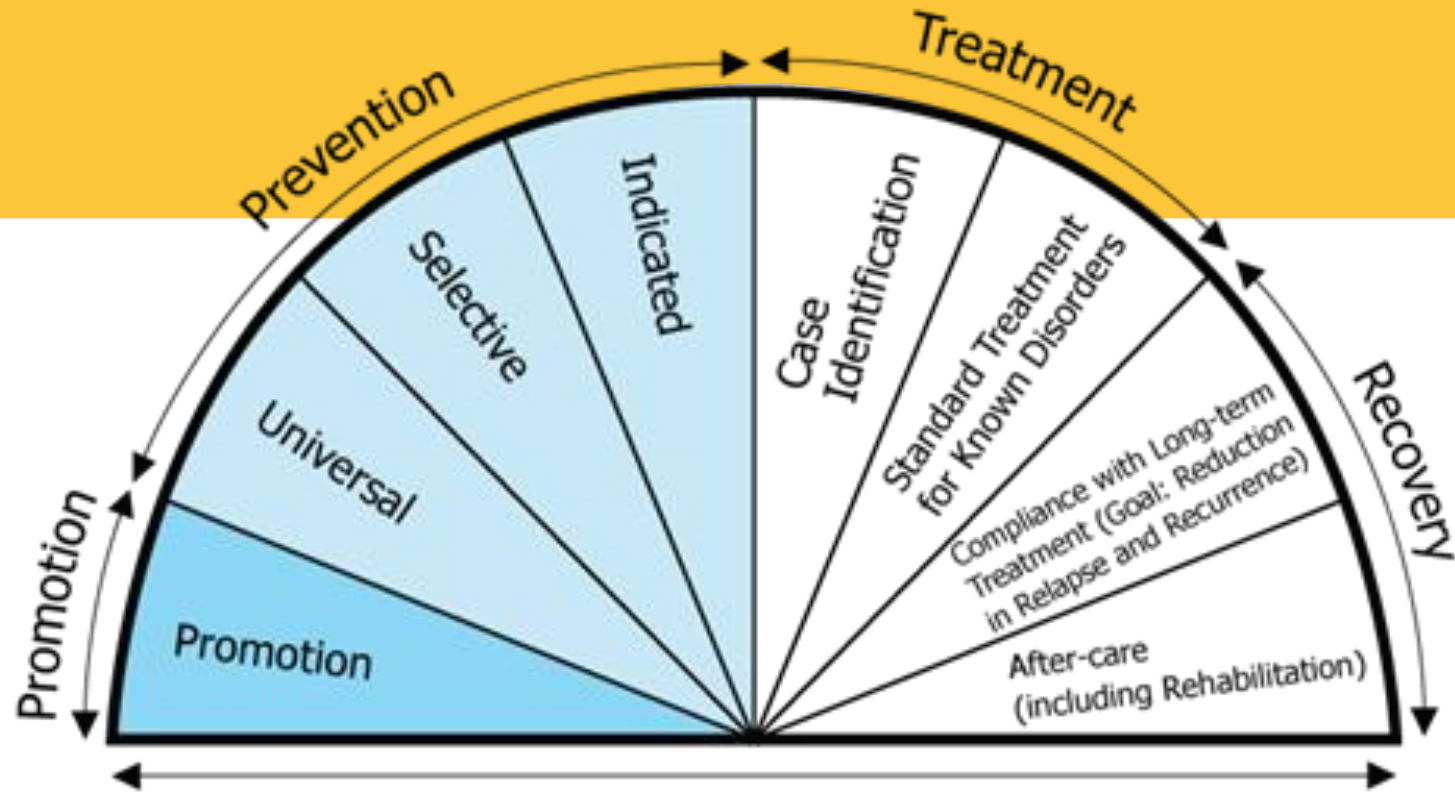 Promotion
Prevention
Treatment
Recovery
Promotion
Universal
Selective
Indicated
Case
Identification
Standard Treatment
for Known Disorders
Compliance with Long-term
Treatment (Goal: Reduction
in Relapse and Recurrence)
After-care
(including Rehabilitation)